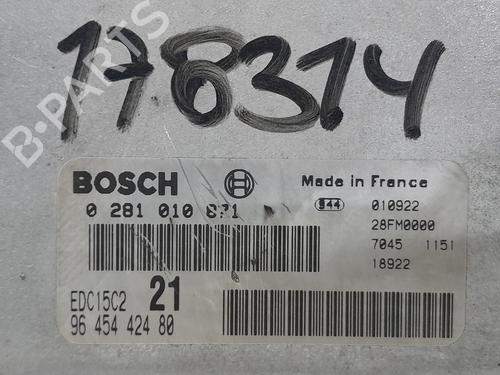 178314
B-PARTS
BOSCH
Made in France
0 281 010 871
944 010922
28FM0000
7045 1151
18922
EDC15C2 21
96 454 424 80